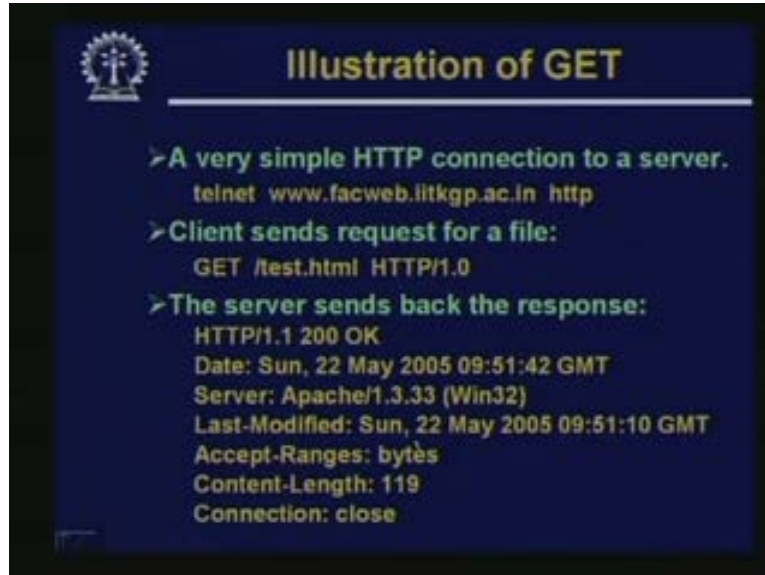 Illustration of GET
➢A very simple HTTP connection to a server.
telnet www.facweb.iitkgp.ac.in http
➢Client sends request for a file:
GET /test.html HTTP/1.0
➢The server sends back the response:
HTTP/1.1 200 OK
Date: Sun, 22 May 2005 09:51:42 GMT
Server: Apache/1.3.33 (Win32)
Last-Modified: Sun, 22 May 2005 09:51:10 GMT
Accept-Ranges: bytes
Content-Length: 119
Connection: close